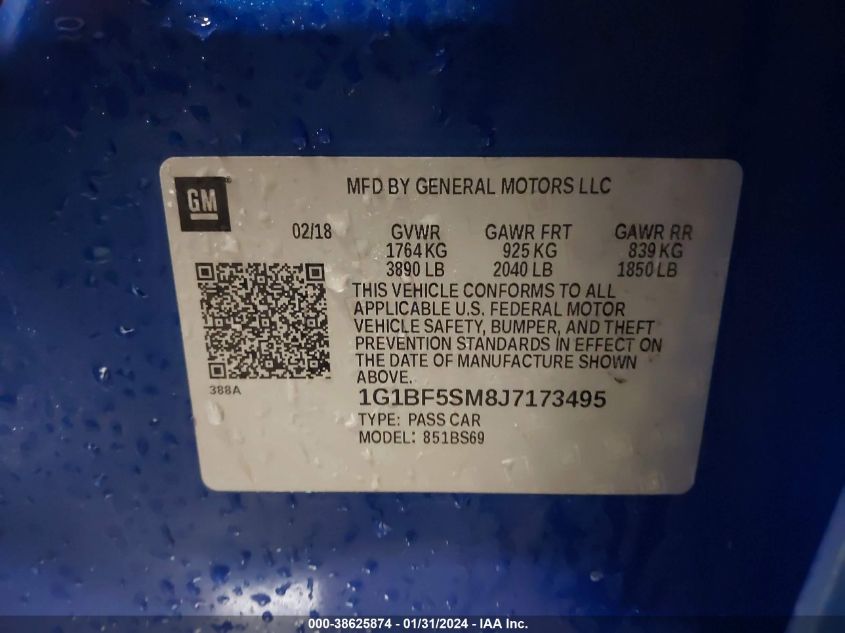 GM
MFD BY GENERAL MOTORS LLC
02/18 GVWR GAWR FRT GAWR RR
1764 KG 925 KG 839 KG
3890 LB 2040 LB 1850 LB
THIS VEHICLE CONFORMS TO ALL
APPLICABLE U.S. FEDERAL MOTOR
VEHICLE SAFETY, BUMPER, AND THEFT
PREVENTION STANDARDS IN EFFECT ON
THE DATE OF MANUFACTURE SHOWN
ABOVE.
388A
1G1BF5SM8J7173495
TYPE: PASS CAR
MODEL: 851BS69
000-38625874 / 01/31/2024 - IAA Inc.